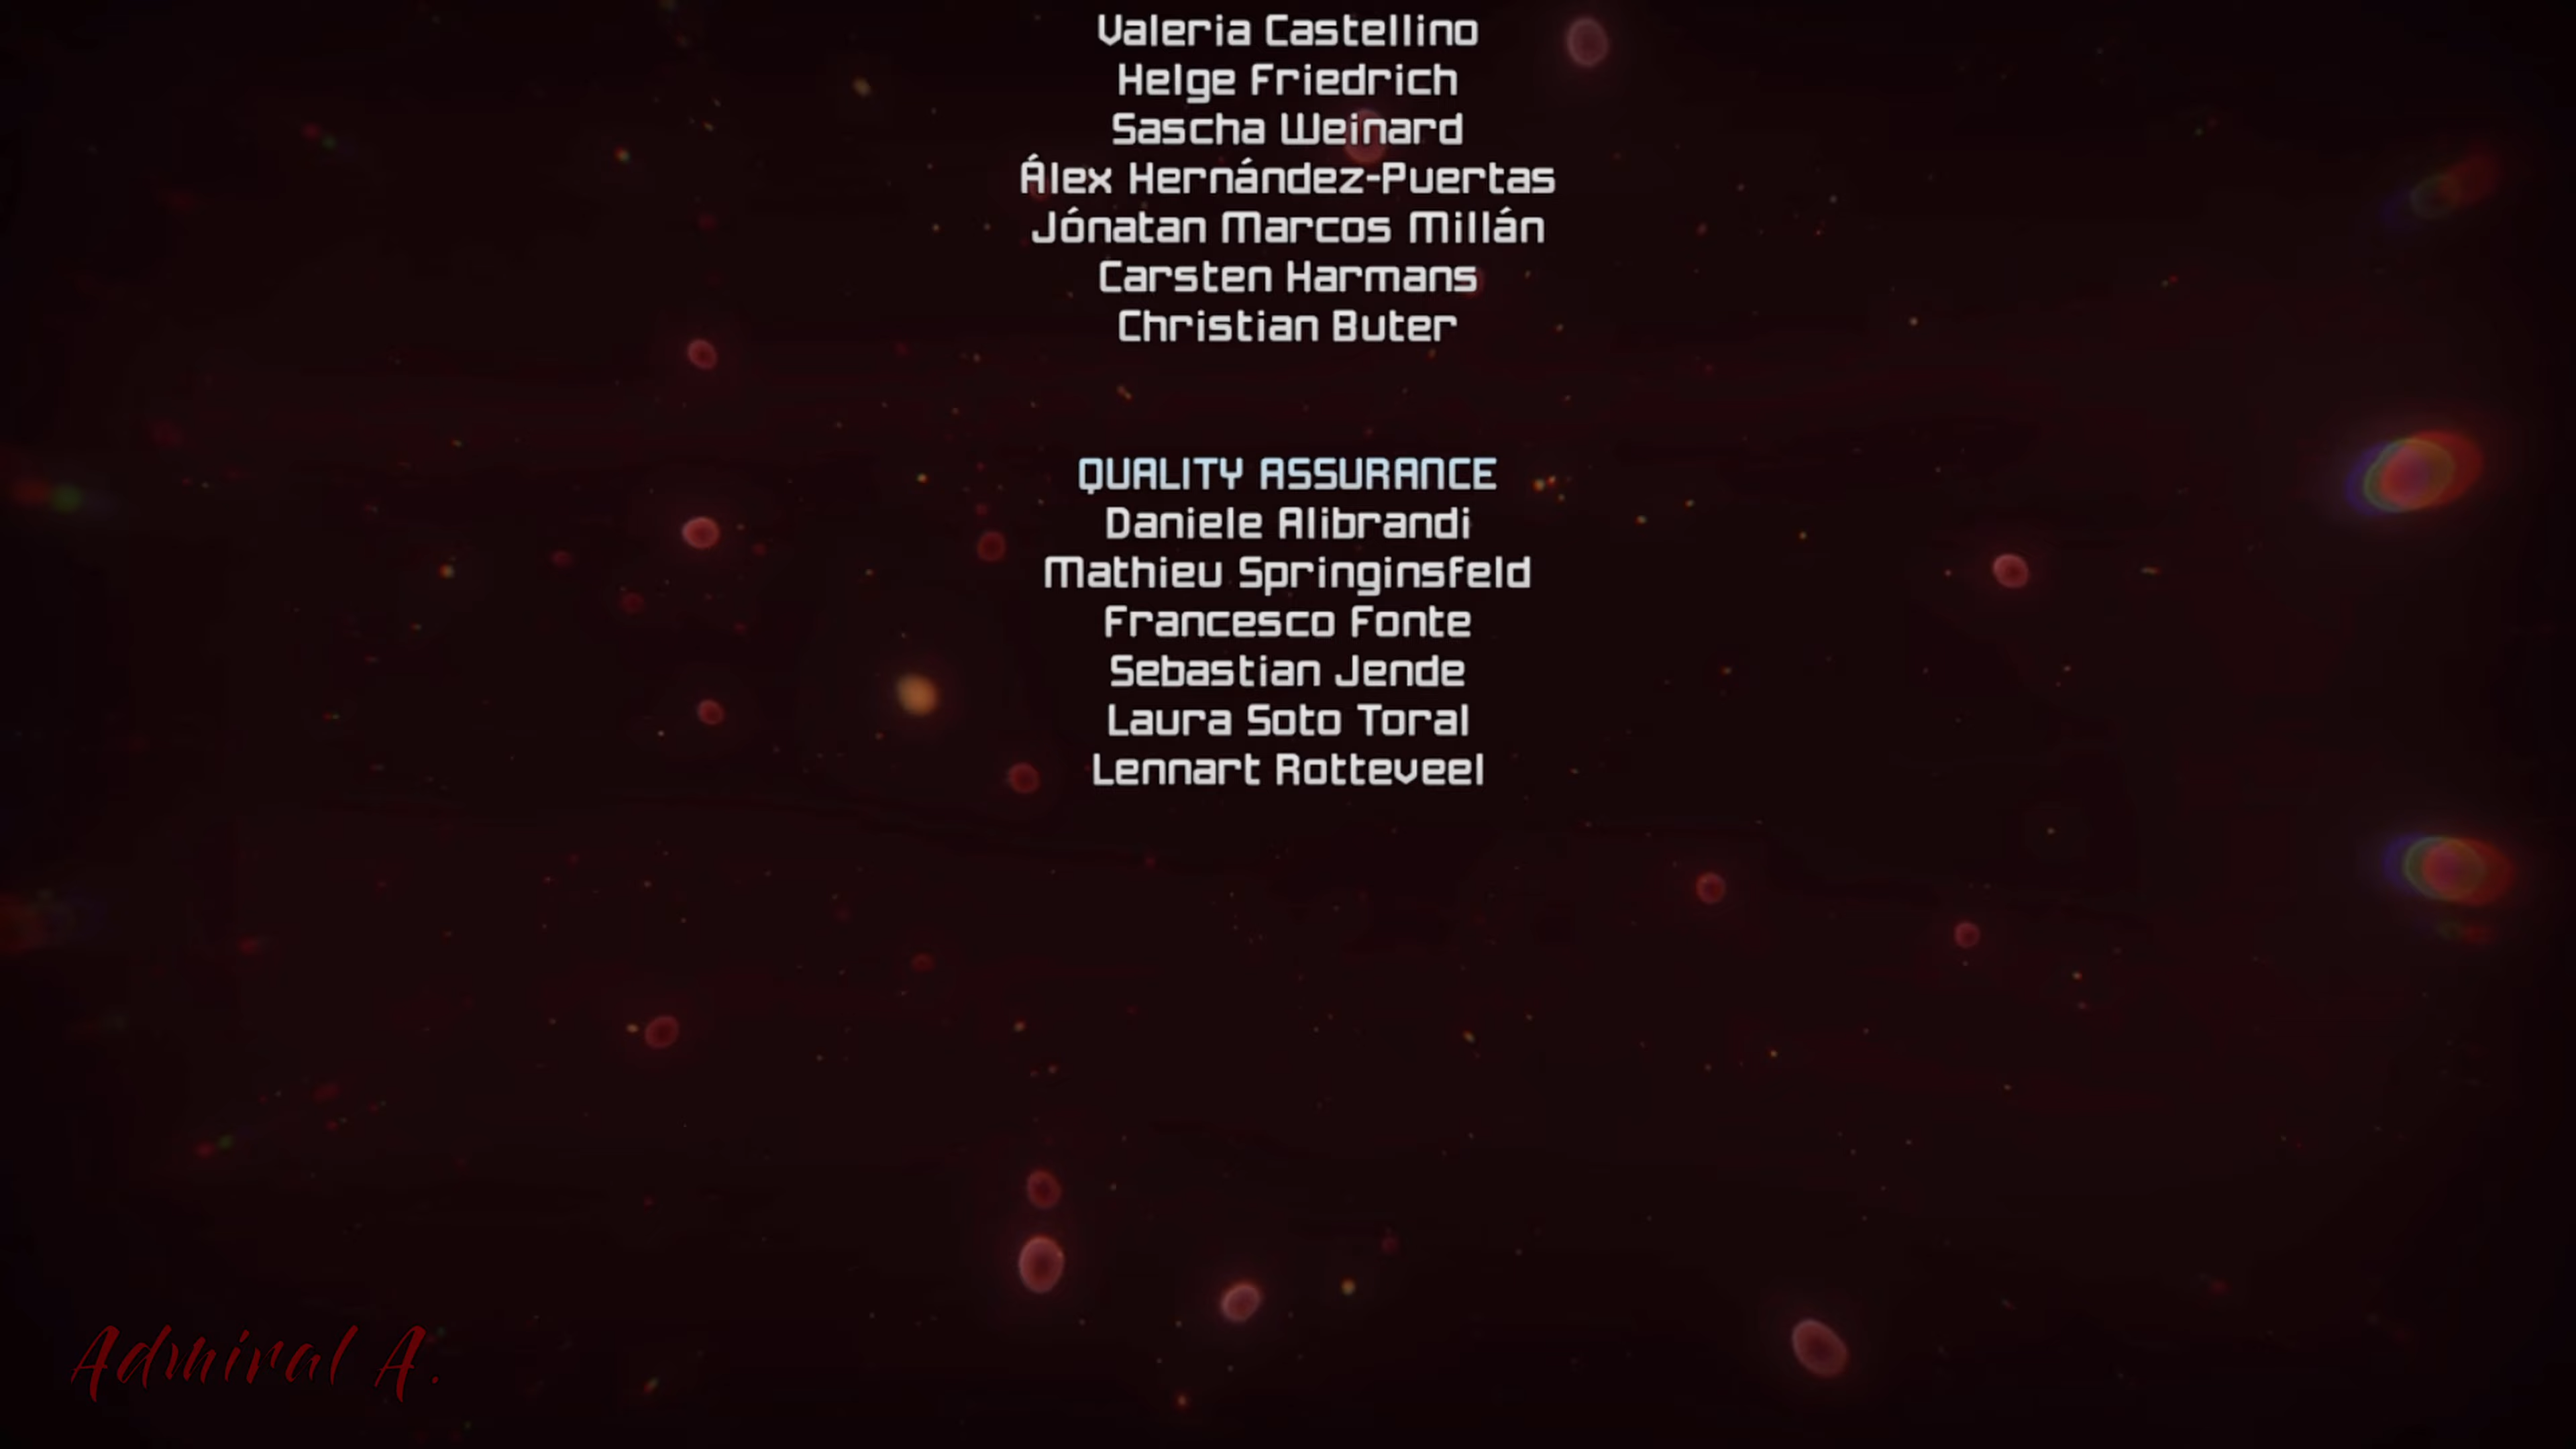 Valeria Castellino
Helge Friedrich
Sascha Weinard
Álex Hernández-Puertas
Jónatan Marcos Millán
Carsten Harmans
Christian Buter
QUALITY ASSURANCE
Daniele Alibrandi
Mathieu Springinsfeld
Francesco Fonte
Sebastian Jende
Laura Soto Toral
Lennart Rotteveel
Admiral A.